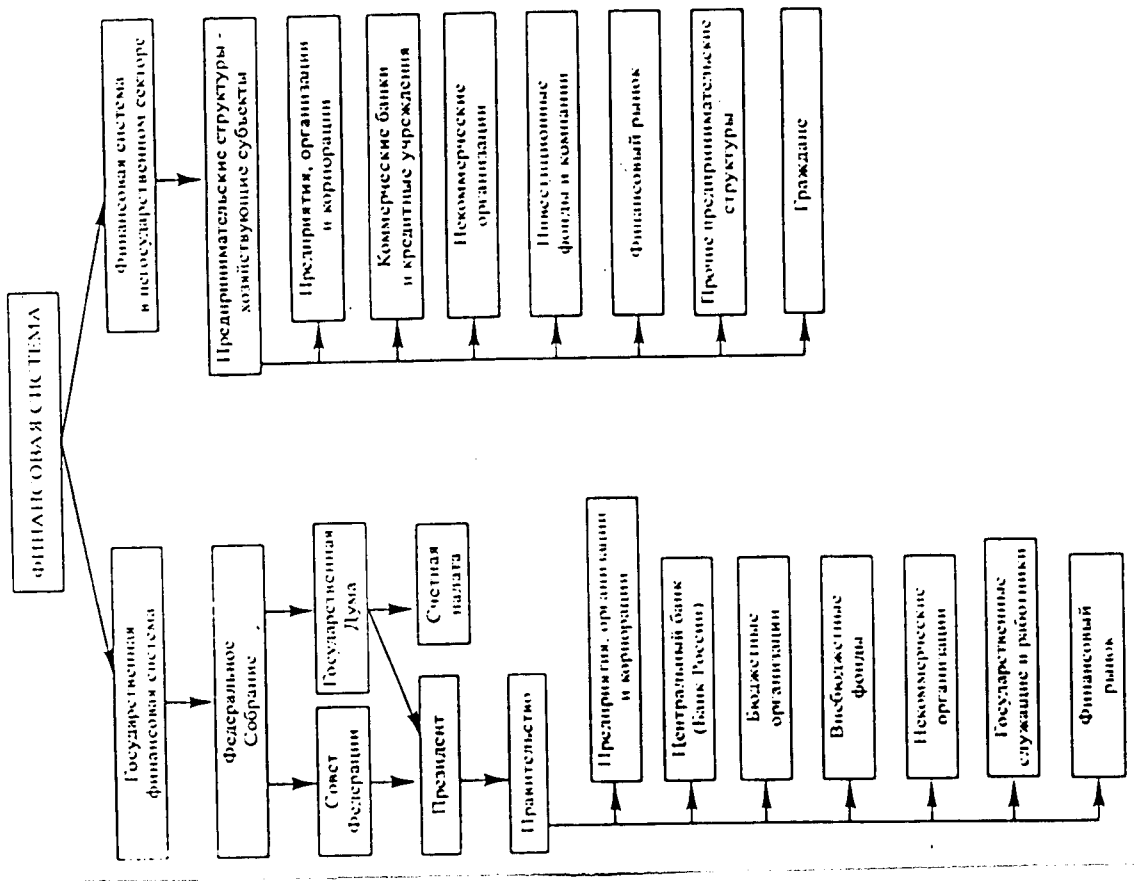 ФИНАНСОВАЯ СИСТЕМА
Государственная
финансовая система
Федеральное
Собрание
Совет
Федерации
Государственная
Дума
Президент
Счетная
палата
Правительство
Предприятия, организации
и корпорации
Центральный банк
(Банк России)
Бюджетные
организации
Внебюджетные
фонды
Некоммерческие
организации
Государственные
служащие и работники
Финансовый
рынок
Финансовая система
в негосударственном секторе
Предпринимательские структуры -
хозяйствующие субъекты
Предприятия, организации
и корпорации
Коммерческие банки
и кредитные учреждения
Некоммерческие
организации
Инвестиционные
фонды и компании
Финансовый рынок
Прочие предпринимательские
структуры
Граждане